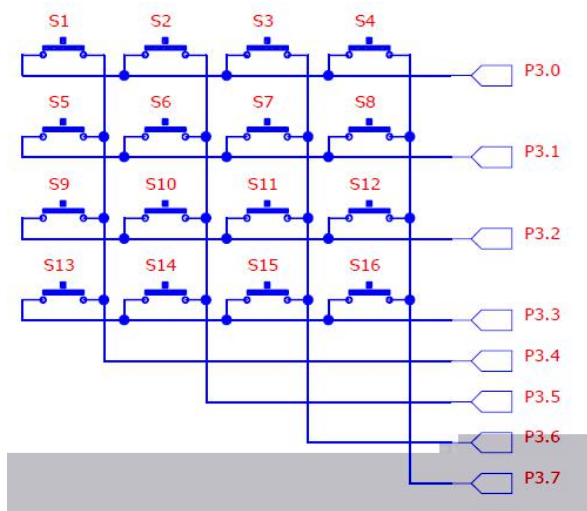 S1 S2 S3 S4
P3.0
S5 S6 S7 S8
P3.1
S9 S10 S11 S12
P3.2
S13 S14 S15 S16
P3.3
P3.4
P3.5
P3.6
P3.7